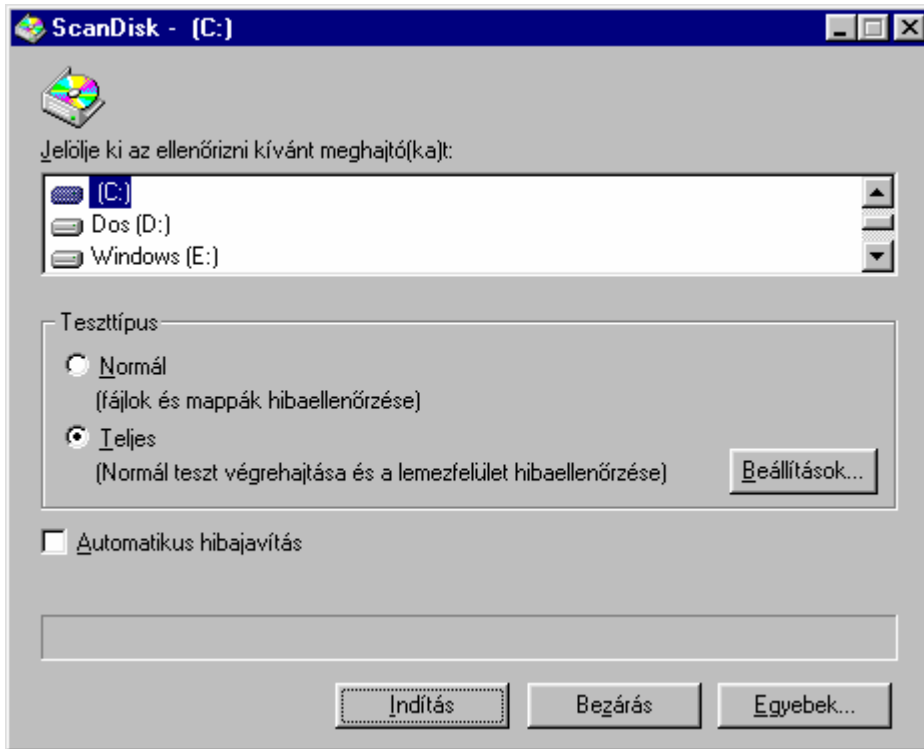 ScanDisk - (C:)
Jelölje ki az ellenőrizni kívánt meghajtó(ka)t:
(C:)
Dos (D:)
Windows (E:)
Teszttípus
Normál
(fájlok és mappák hibaellenőrzése)
Teljes
(Normál teszt végrehajtása és a lemezfelület hibaellenőrzése)
Beállítások...
Automatikus hibajavítás
Indítás
Bezárás
Egyebek...